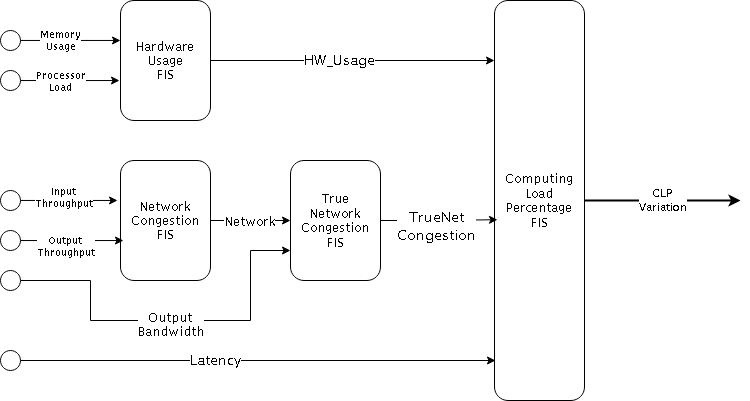 Memory
Usage
Processor
Load
Hardware
Usage
FIS
HW_Usage
Input
Throughput
Output
Throughput
Network
Congestion
FIS
Network
True
Network
Congestion
FIS
TrueNet
Congestion
Output
Bandwidth
Latency
Computing
Load
Percentage
FIS
CLP
Variation